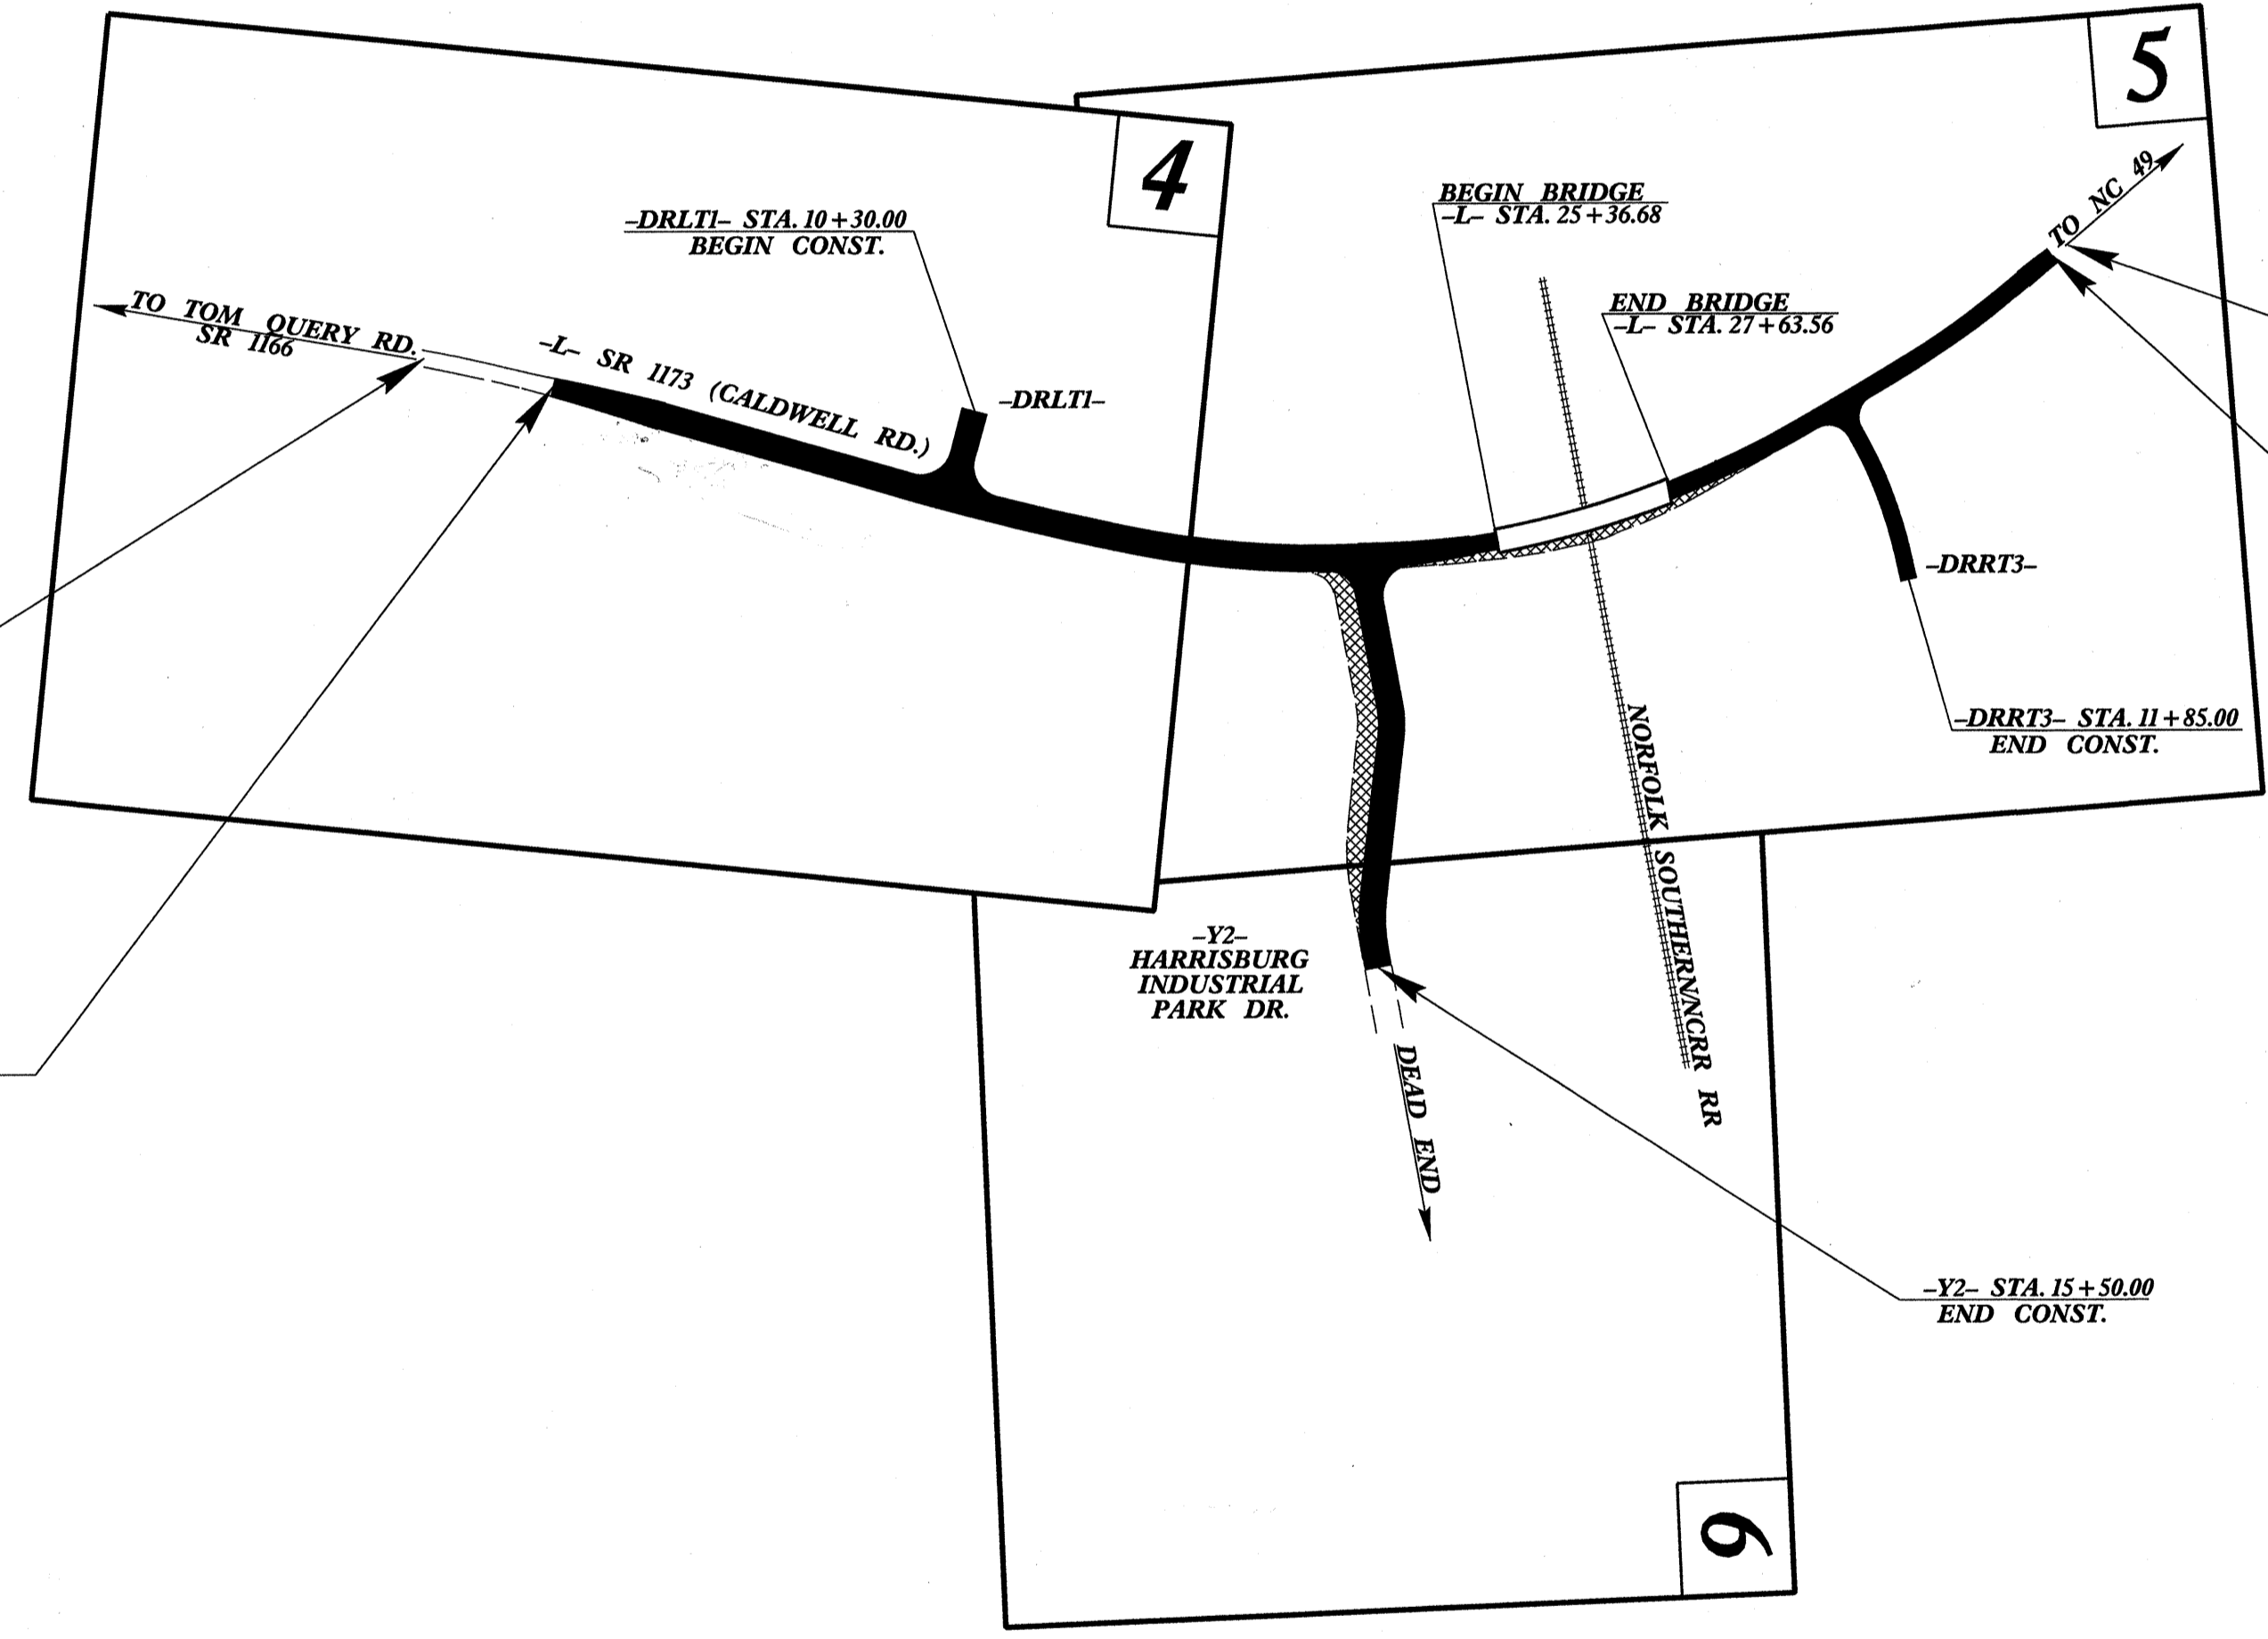 5
4
BEGIN BRIDGE
-L- STA. 25+36.68
-DRLT1- STA. 10+30.00
BEGIN CONST.
TO NC 49
END BRIDGE
-L- STA. 27+63.56
TO TOM QUERY RD.
SR 1166
-L- SR 1173 (CALDWELL RD.)
-DRLT1-
-DRRT3-
-DRRT3- STA. 11+85.00
END CONST.
NORFOLK SOUTHERN/NCRR RR
-Y2-
HARRISBURG
INDUSTRIAL
PARK DR.
DEAD END
-Y2- STA. 15+50.00
END CONST.
6